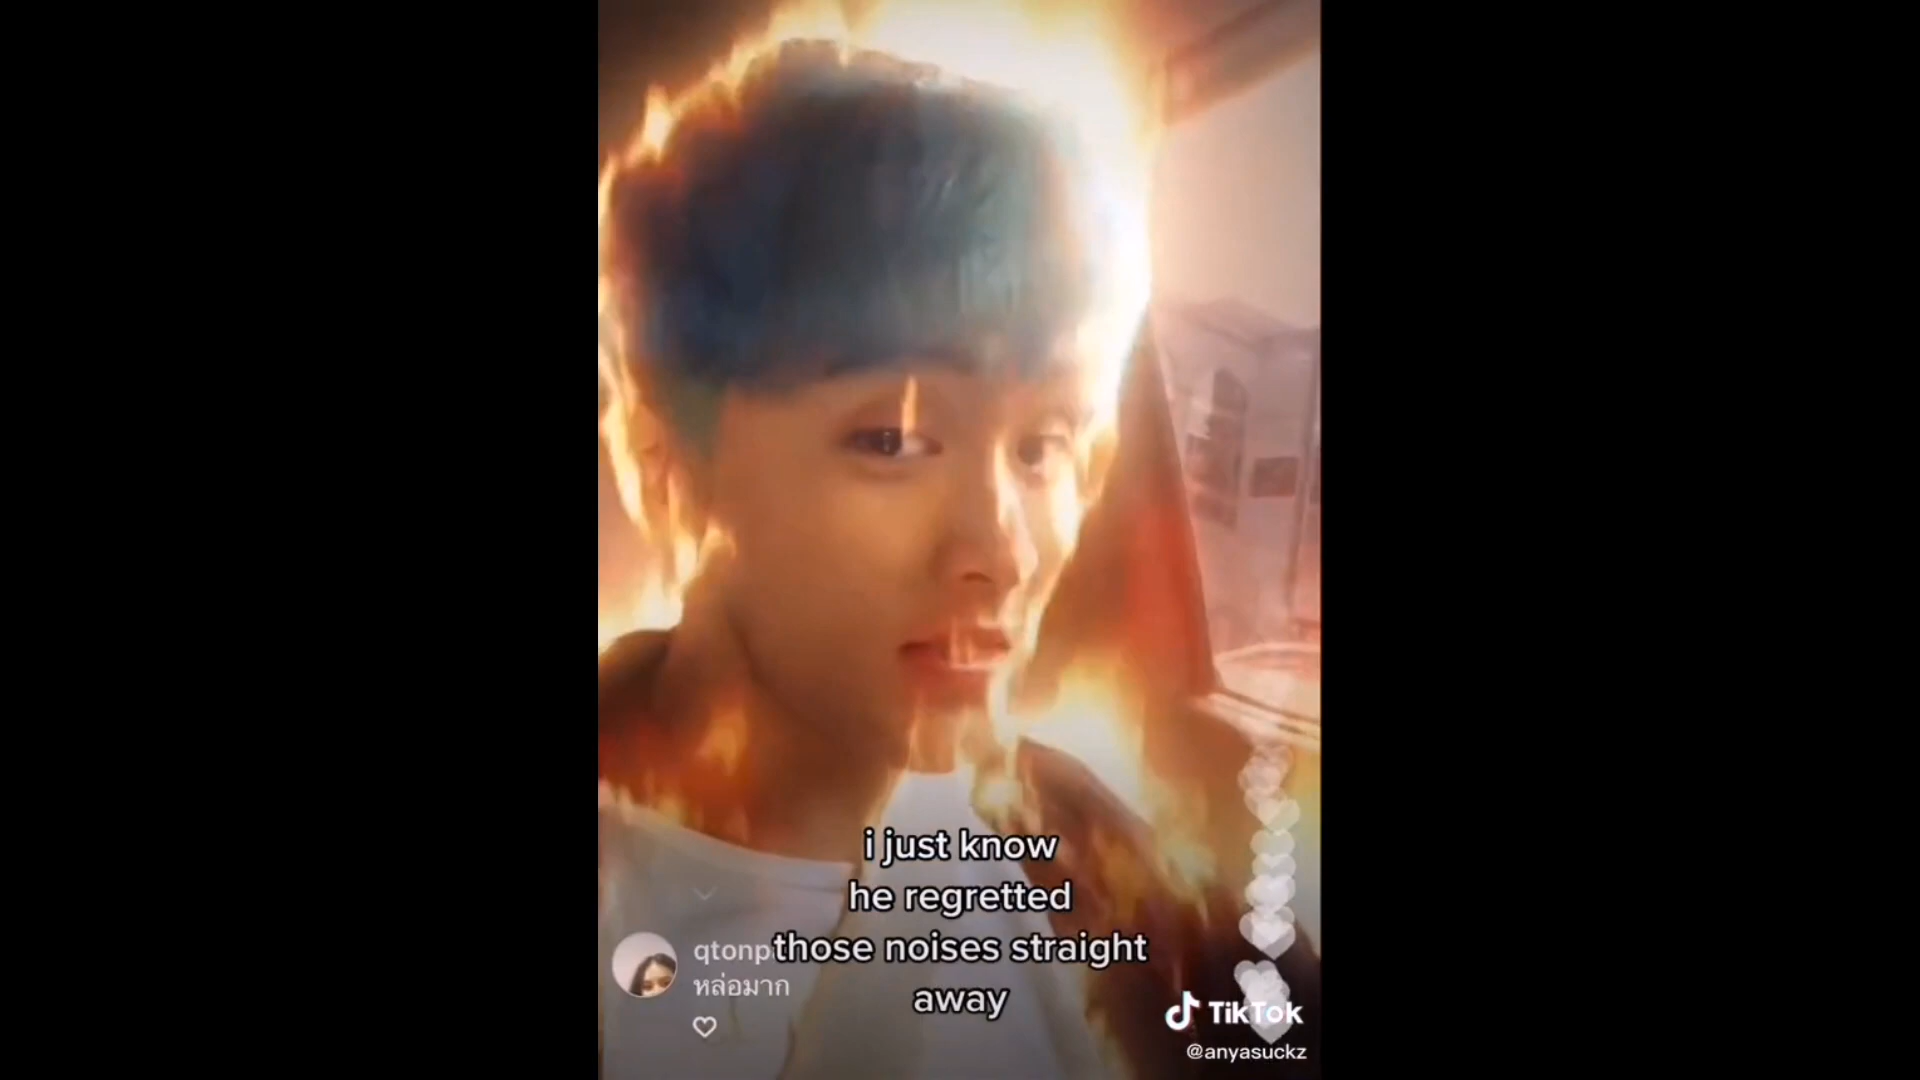 i just know
he regretted
those noises straight
away
qtonp
หล่อมาก
TikTok
@anyasuckz